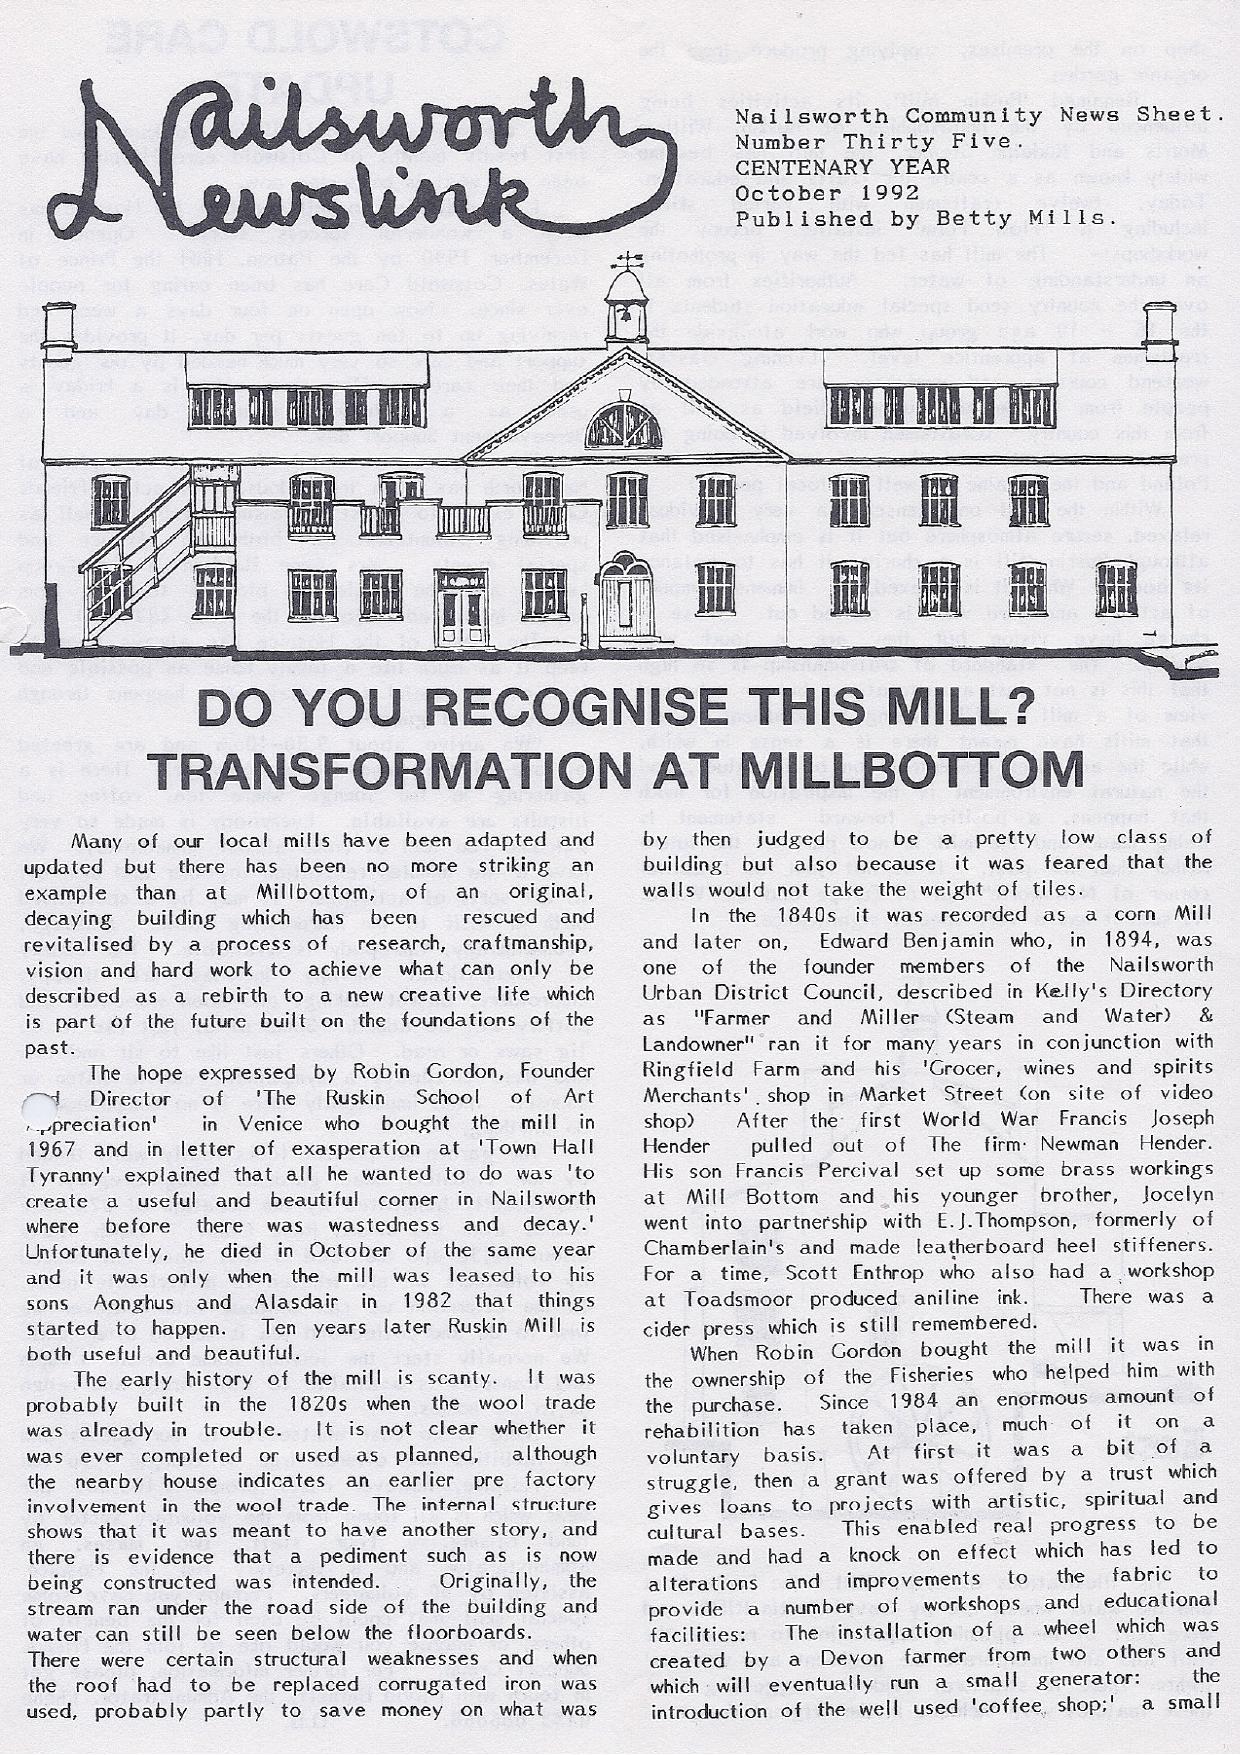 Nailsworth
Newslink
Nailsworth Community News Sheet.
Number Thirty Five.
CENTENARY YEAR
October 1992
Published by Betty Mills.
DO YOU RECOGNISE THIS MILL?
TRANSFORMATION AT MILLBOTTOM
Many of our local mills have been adapted and
updated but there has been no more striking an
example than at Millbottom, of an original,
decaying building which has been rescued and
revitalised by a process of research, craftmanship,
vision and hard work to achieve what can only be
described as a rebirth to a new creative life which
is part of the future built on the foundations of the
past.
The hope expressed by Robin Gordon, Founder
Director of 'The Ruskin School of Art
in Venice who bought the mill in
1967 and in letter of exasperation at 'Town Hall
Tyranny' explained that all he wanted to do was 'to
create a useful and beautiful corner in Nailsworth
where before there was wastedness and decay.'
Unfortunately, he died in October of the same year
and it was only when the mill was leased to his
sons Aonghus and Alasdair in 1982 that things
started to happen. Ten years later Ruskin Mill is
both useful and beautiful.
The early history of the mill is scanty. It was
probably built in the 1820s when the wool trade
was already in trouble. It is not clear whether it
was ever completed or used as planned, although
the nearby house indicates an earlier pre factory
involvement in the wool trade. The internal structure
shows that it was meant to have another story, and
there is evidence that a pediment such as is now
being constructed was intended. Originally, the
stream ran under the road side of the building and
water can still be seen below the floorboards.
There were certain structural weaknesses and when
the roof had to be replaced corrugated iron was
used, probably partly to save money on what was
by then judged to be a pretty low class of
building but also because it was feared that the
walls would not take the weight of tiles.
In the 1840s it was recorded as a corn Mill
and later on, Edward Benjamin who, in 1894, was
one of the founder members of the Nailsworth
Urban District Council, described in Kelly's Directory
as "Farmer and Miller (Steam and Water) &
Landowner" ran it for many years in conjunction with
Ringfield Farm and his 'Grocer, wines and spirits
Merchants' shop in Market Street (on site of video
shop) After the first World War Francis Joseph
Hender pulled out of The firm Newman Hender.
His son Francis Percival set up some brass workings
at Mill Bottom and his younger brother, Jocelyn
went into partnership with E.J.Thompson, formerly of
Chamberlain's and made leatherboard heel stiffeners.
For a time, Scott Enthrop who also had a workshop
at Toadsmoor produced aniline ink. There was a
cider press which is still remembered.
When Robin Gordon bought the mill it was in
the ownership of the Fisheries who helped him with
the purchase. Since 1984 an enormous amount of
rehabilition has taken place, much of it on a
voluntary basis. At first it was a bit of a
struggle, then a grant was offered by a trust which
gives loans to projects with artistic, spiritual and
cultural bases. This enabled real progress to be
made and had a knock on effect which has led to
alterations and improvements to the fabric to
provide a number of workshops and educational
facilities: The installation of a wheel which was
created by a Devon farmer from two others and
which will eventually run a small generator: the
introduction of the well used 'coffee shop;' a small